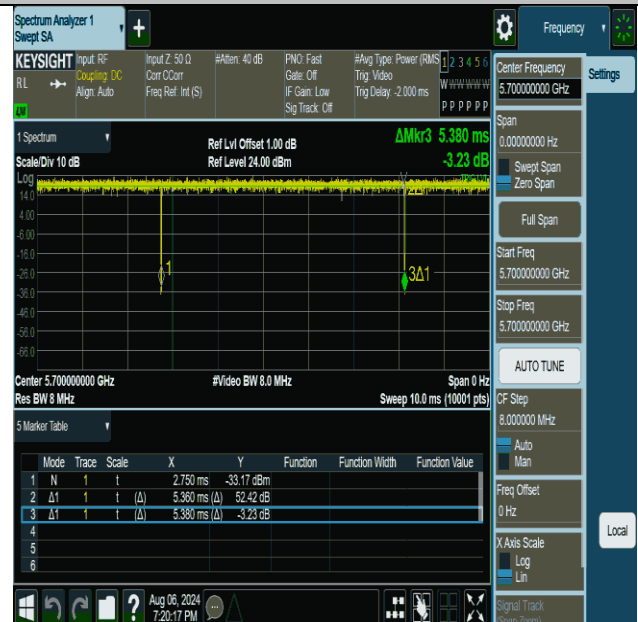 Spectrum Analyzer 1
Swept SA
+
Frequency
KEYSIGHT
RL
Input: RF
Coupling: DC
Align: Auto
Input Z: 50 Ω
Corr CCorr
Freq Ref: Int (S)
#Atten: 40 dB
PNO: Fast
Gate: Off
IF Gain: Low
Sig Track: Off
#Avg Type: Power (RMS
Trig: Video
Trig Delay: -2.000 ms
1 2 3 4 5 6
W W W W W W
P P P P P P
Center Frequency
5.700000000 GHz
Settings
Span
0.00000000 Hz
Swept Span
Zero Span
Full Span
Start Freq
5.700000000 GHz
Stop Freq
5.700000000 GHz
AUTO TUNE
CF Step
8.000000 MHz
Auto
Man
Freq Offset
0 Hz
X Axis Scale
Log
Lin
Signal Track
(Span Zoom)
Local
1 Spectrum
Scale/Div 10 dB
Ref Lvl Offset 1.00 dB
Ref Level 24.00 dBm
ΔMkr3 5.380 ms
-3.23 dB
Log
14.0
4.00
-6.00
-16.0
-26.0
-36.0
-46.0
-56.0
-66.0
1
3Δ1
Center 5.700000000 GHz
Res BW 8 MHz
#Video BW 8.0 MHz
Span 0 Hz
Sweep 10.0 ms (10001 pts)
5 Marker Table
Mode Trace Scale X Y Function Function Width Function Value
1 N 1 t 2.750 ms -33.17 dBm
2 Δ1 1 t (Δ) 5.360 ms (Δ) 52.42 dB
3 Δ1 1 t (Δ) 5.380 ms (Δ) -3.23 dB
4
5
6
?
Aug 06, 2024
7:20:17 PM